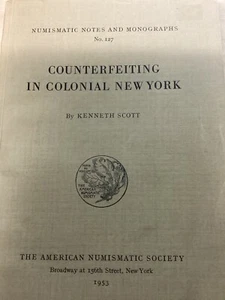 NUMISMATIC NOTES AND MONOGRAPHS
No. 127
COUNTERFEITING
IN COLONIAL NEW YORK
By KENNETH SCOTT
THE AMERICAN NUMISMATIC SOCIETY
Broadway at 156th Street, New York
1953